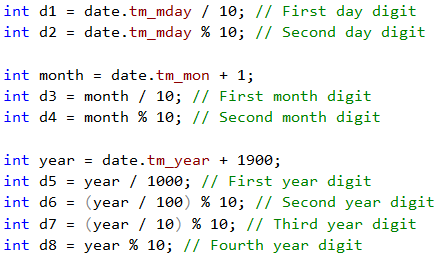 int d1 = date.tm_mday / 10; // First day digit
int d2 = date.tm_mday % 10; // Second day digit
int month = date.tm_mon + 1;
int d3 = month / 10; // First month digit
int d4 = month % 10; // Second month digit
int year = date.tm_year + 1900;
int d5 = year / 1000; // First year digit
int d6 = (year / 100) % 10; // Second year digit
int d7 = (year / 10) % 10; // Third year digit
int d8 = year % 10; // Fourth year digit